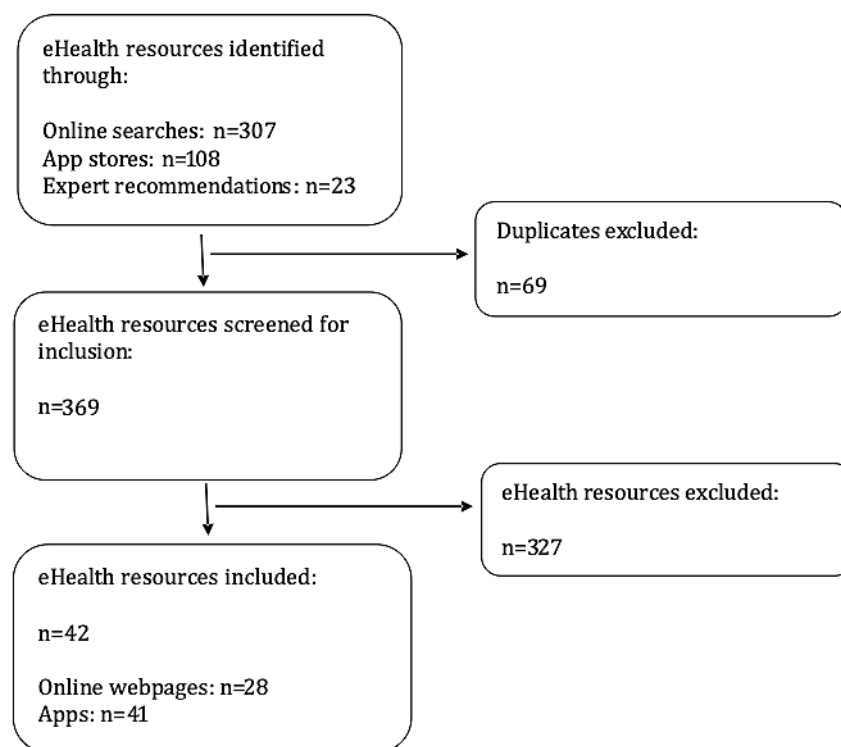 eHealth resources identified
through:
Online searches: n=307
App stores: n=108
Expert recommendations: n=23
Duplicates excluded:
n=69
eHealth resources screened for
inclusion:
n=369
eHealth resources excluded:
n=327
eHealth resources included:
n=42
Online webpages: n=28
Apps: n=41